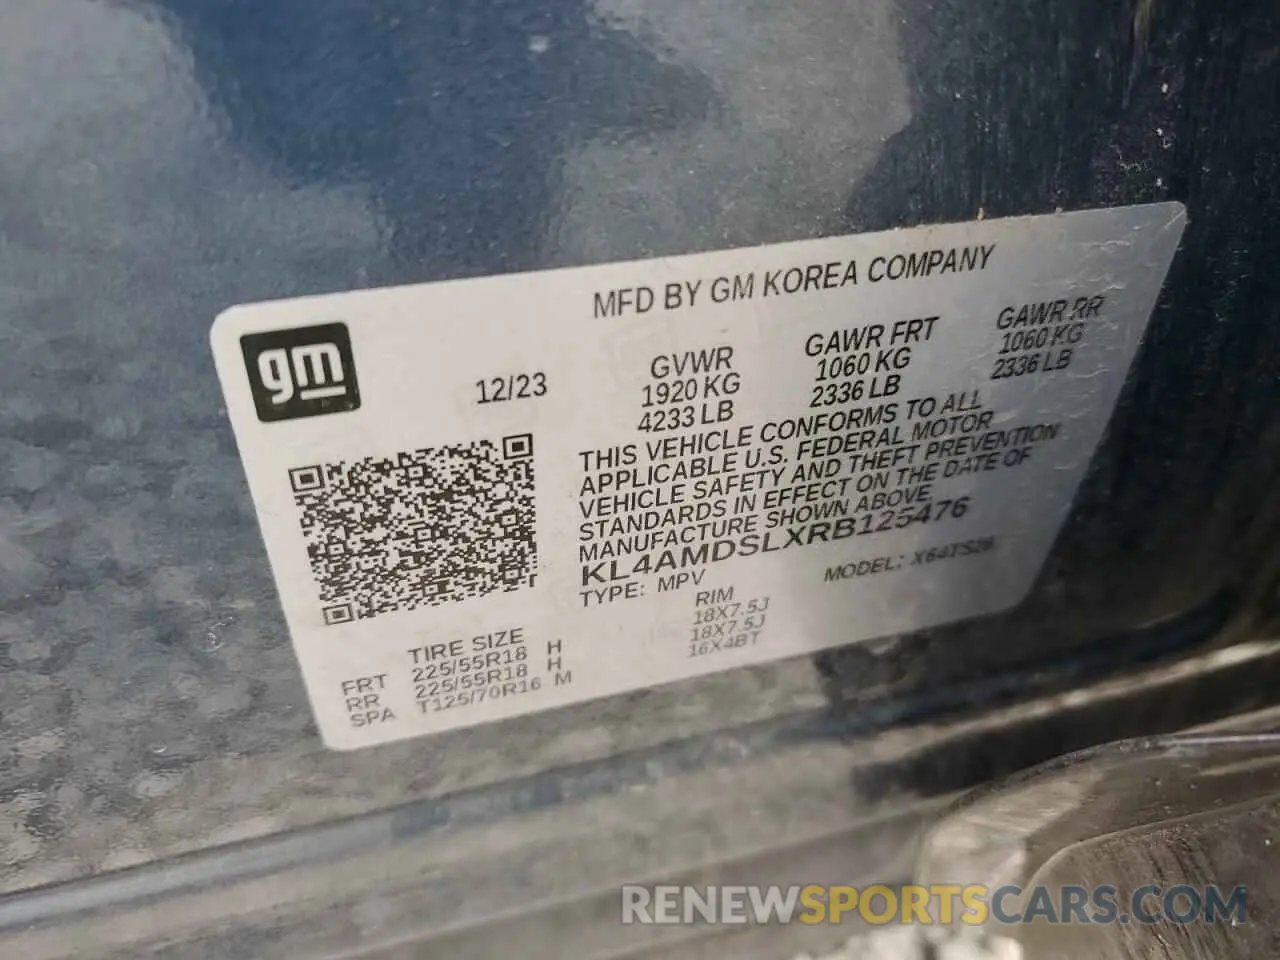 MFD BY GM KOREA COMPANY
gm
12/23
GVWR
1920 KG
4233 LB
GAWR FRT
1060 KG
2336 LB
GAWR RR
1060 KG
2336 LB
THIS VEHICLE CONFORMS TO ALL
APPLICABLE U.S. FEDERAL MOTOR
VEHICLE SAFETY AND THEFT PREVENTION
STANDARDS IN EFFECT ON THE DATE OF
MANUFACTURE SHOWN ABOVE.
KL4AMDSLXRB125476
TYPE: MPV
MODEL: X64TS26
TIRE SIZE
RIM
FRT 225/55R18 H 18X7.5J
RR 225/55R18 H 18X7.5J
SPA T125/70R16 M 16X4BT
RENEWSPORTSCARS.COM